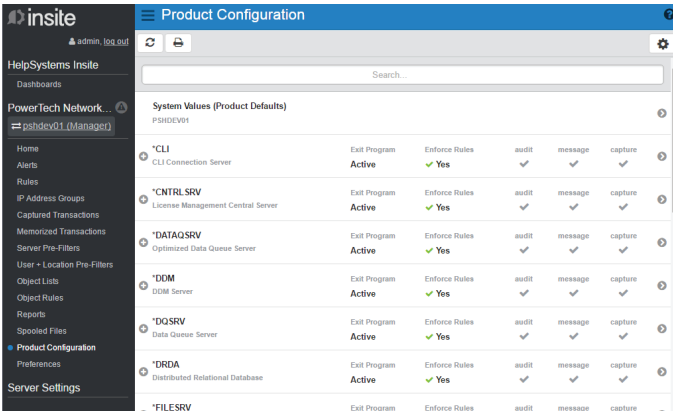 insite
admin, log out
HelpSystems Insite
Dashboards
PowerTech Network...
pshdev01 (Manager)
Home
Alerts
Rules
IP Address Groups
Captured Transactions
Memorized Transactions
Server Pre-Filters
User + Location Pre-Filters
Object Lists
Object Rules
Reports
Spooled Files
Product Configuration
Preferences
Server Settings
Product Configuration
Search...
System Values (Product Defaults)
PSHDEV01
*CLI Exit Program Enforce Rules audit message capture
CLI Connection Server Active Yes
*CNTRLSRV Exit Program Enforce Rules audit message capture
License Management Central Server Active Yes
*DATAQSRV Exit Program Enforce Rules audit message capture
Optimized Data Queue Server Active Yes
*DDM Exit Program Enforce Rules audit message capture
DDM Server Active Yes
*DQSRV Exit Program Enforce Rules audit message capture
Data Queue Server Active Yes
*DRDA Exit Program Enforce Rules audit message capture
Distributed Relational Database Active Yes
*FILESRV Exit Program Enforce Rules audit message capture